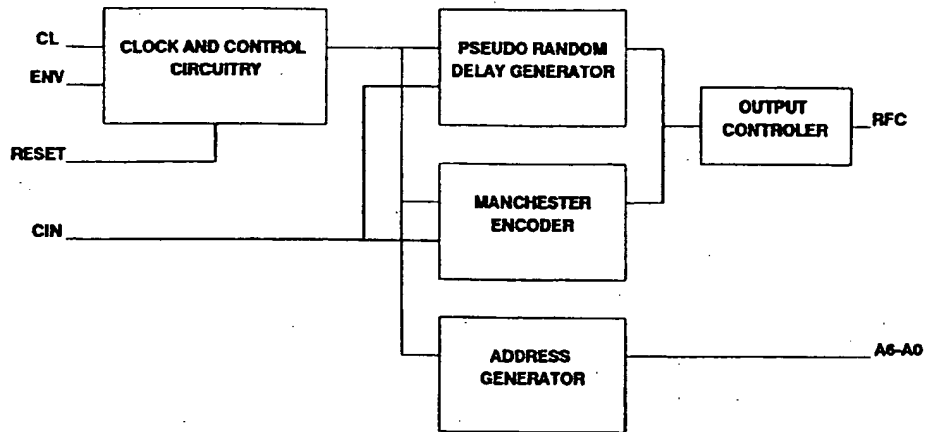 CL
ENV
RESET
CIN
CLOCK AND CONTROL
CIRCUITRY
PSEUDO RANDOM
DELAY GENERATOR
MANCHESTER
ENCODER
ADDRESS
GENERATOR
OUTPUT
CONTROLER
RFC
A6-A0